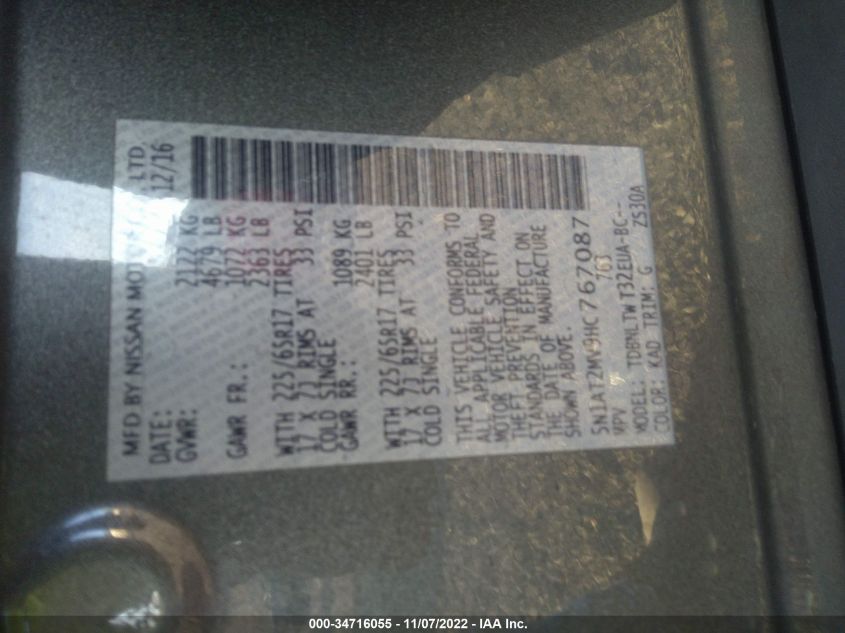 MFD BY NISSAN MOTOR CO., LTD.
DATE: 12/16
GVWR: 2122 KG
4679 LB
GAWR FR.: 1072 KG
2363 LB
WITH 225/65R17 TIRES
17 X 7J RIMS AT 33 PSI
COLD SINGLE
GAWR RR.: 1089 KG
2401 LB
WITH 225/65R17 TIRES
17 X 7J RIMS AT 33 PSI
COLD SINGLE
THIS VEHICLE CONFORMS TO
ALL APPLICABLE FEDERAL
MOTOR VEHICLE SAFETY AND
THEFT PREVENTION
STANDARDS IN EFFECT ON
THE DATE OF MANUFACTURE
SHOWN ABOVE.
5N1AT2MV9HC767087
MPV 763
MODEL: TDBNLTW T32EUA-BC--
COLOR: KAD TRIM: G ZS30A
000-34716055 - 11/07/2022 - IAA Inc.